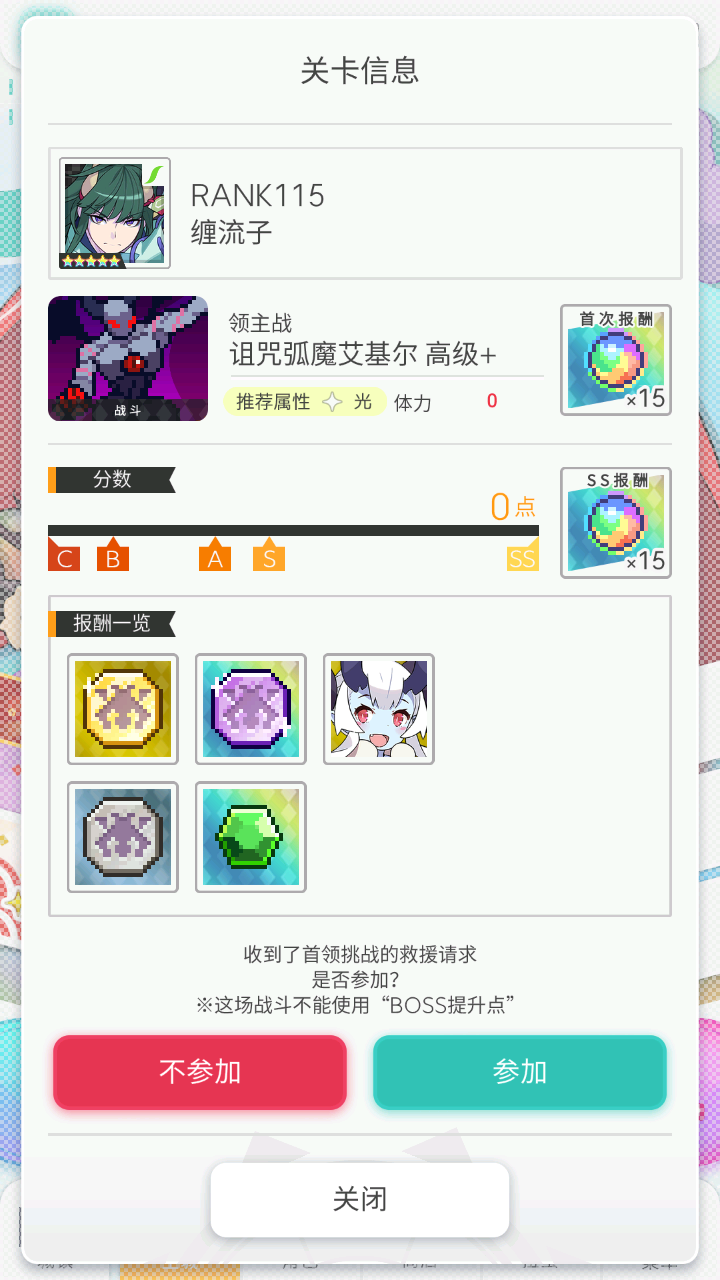 关卡信息
RANK115
缠流子
领主战
诅咒弧魔艾基尔 高级+
战斗
推荐属性 光 体力 0
首次报酬
×15
分数
0点
C B A S SS
SS报酬
×15
报酬一览
收到了首领挑战的救援请求
是否参加?
※这场战斗不能使用“BOSS提升点”
不参加
参加
关闭